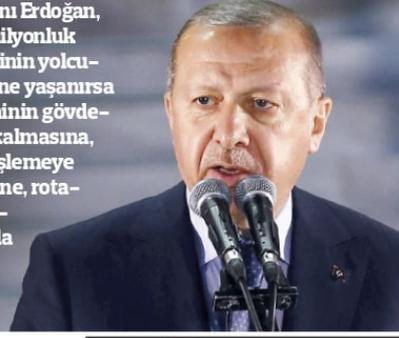 nı Erdoğan,
ilyonluk
inin yolcu-
ne yaşanırsa
inin gövde-
kalmasına,
şlemeye
ne, rota-
-
da